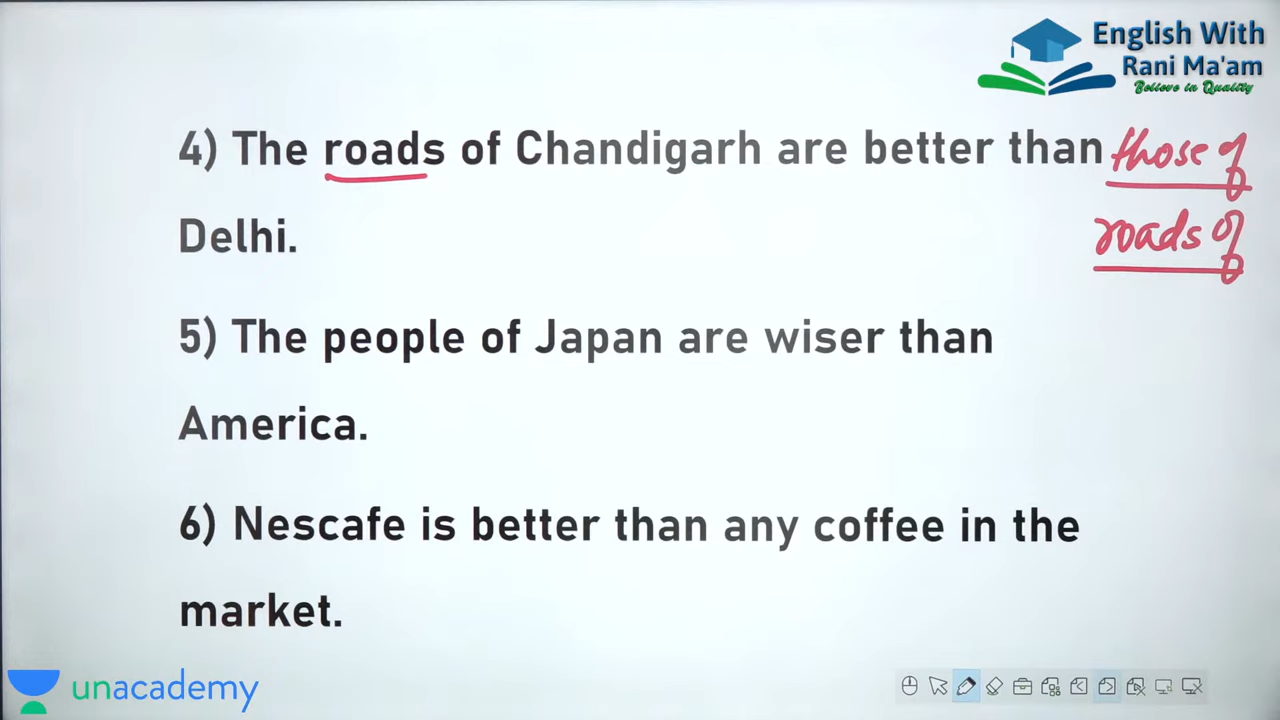 English With
Rani Ma'am
Believe in Quality
4) The roads of Chandigarh are better than those of
Delhi.
roads of
5) The people of Japan are wiser than
America.
6) Nescafe is better than any coffee in the
market.
unacademy